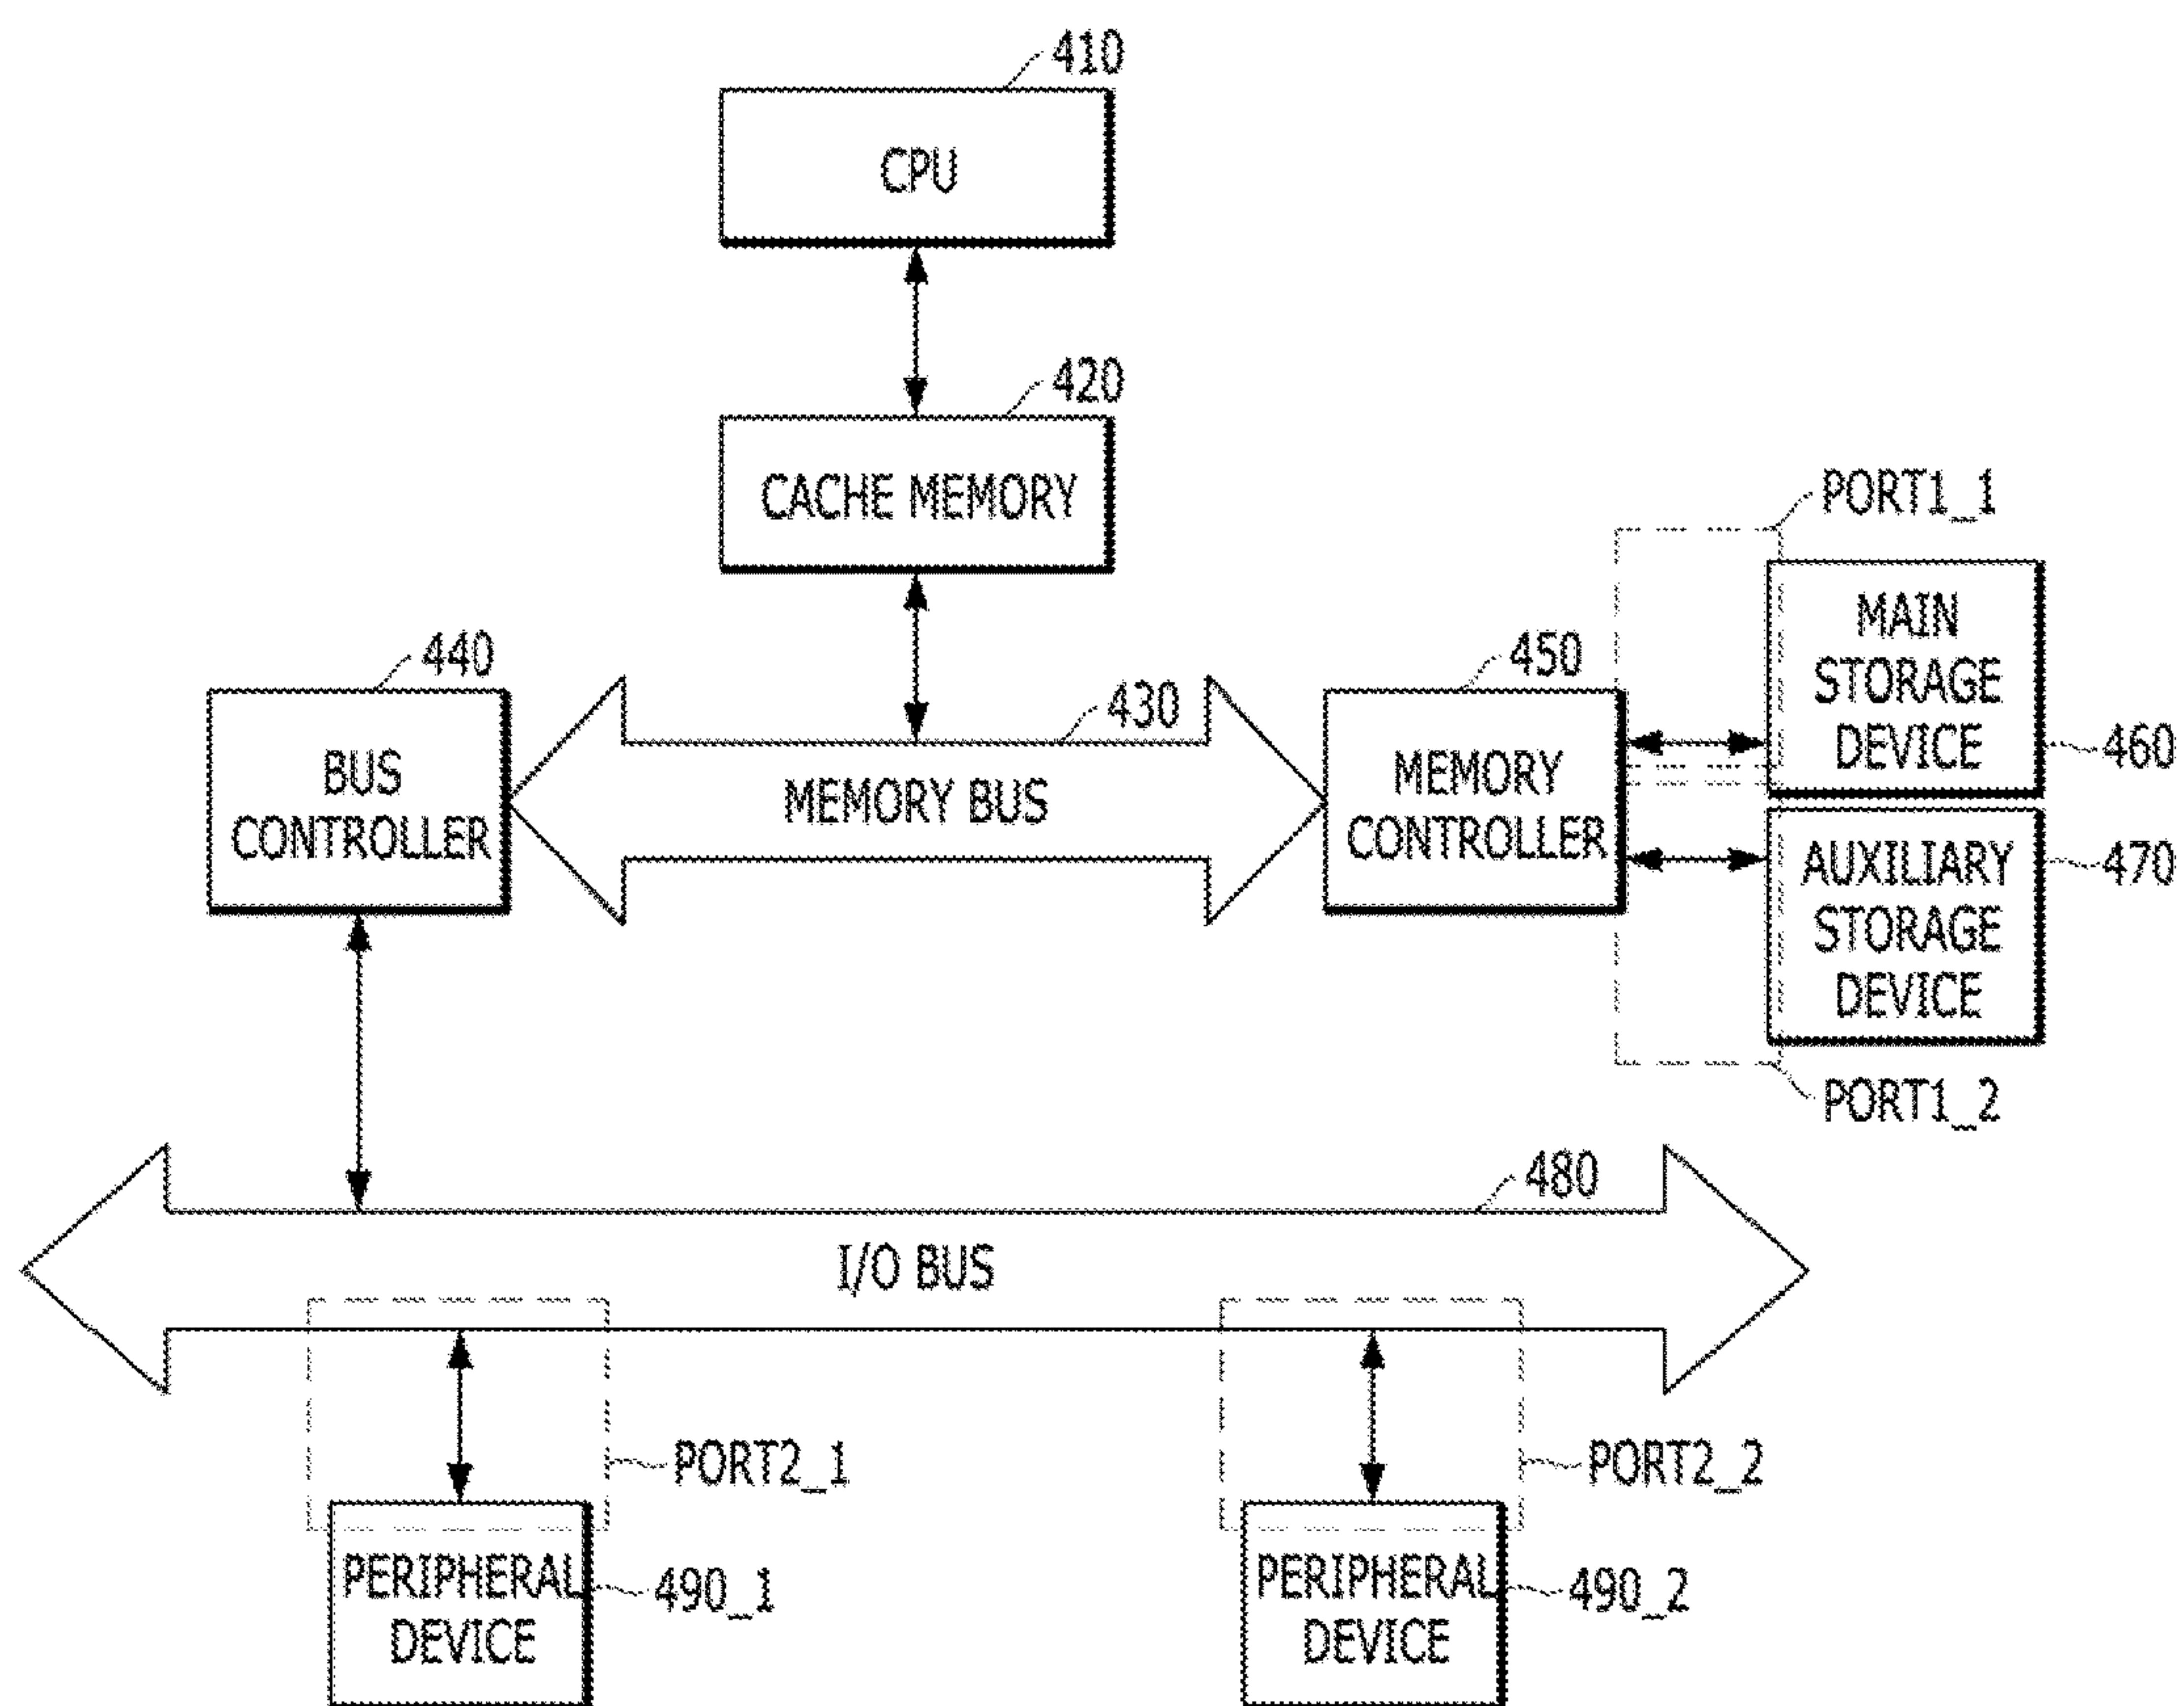 410
CPU
420
CACHE MEMORY
PORT1_1
440
430
450
MAIN
STORAGE
DEVICE
460
BUS
CONTROLLER
MEMORY BUS
MEMORY
CONTROLLER
AUXILIARY
STORAGE
DEVICE
470
PORT1_2
480
I/O BUS
PORT2_1
PORT2_2
PERIPHERAL
DEVICE
490_1
PERIPHERAL
DEVICE
490_2